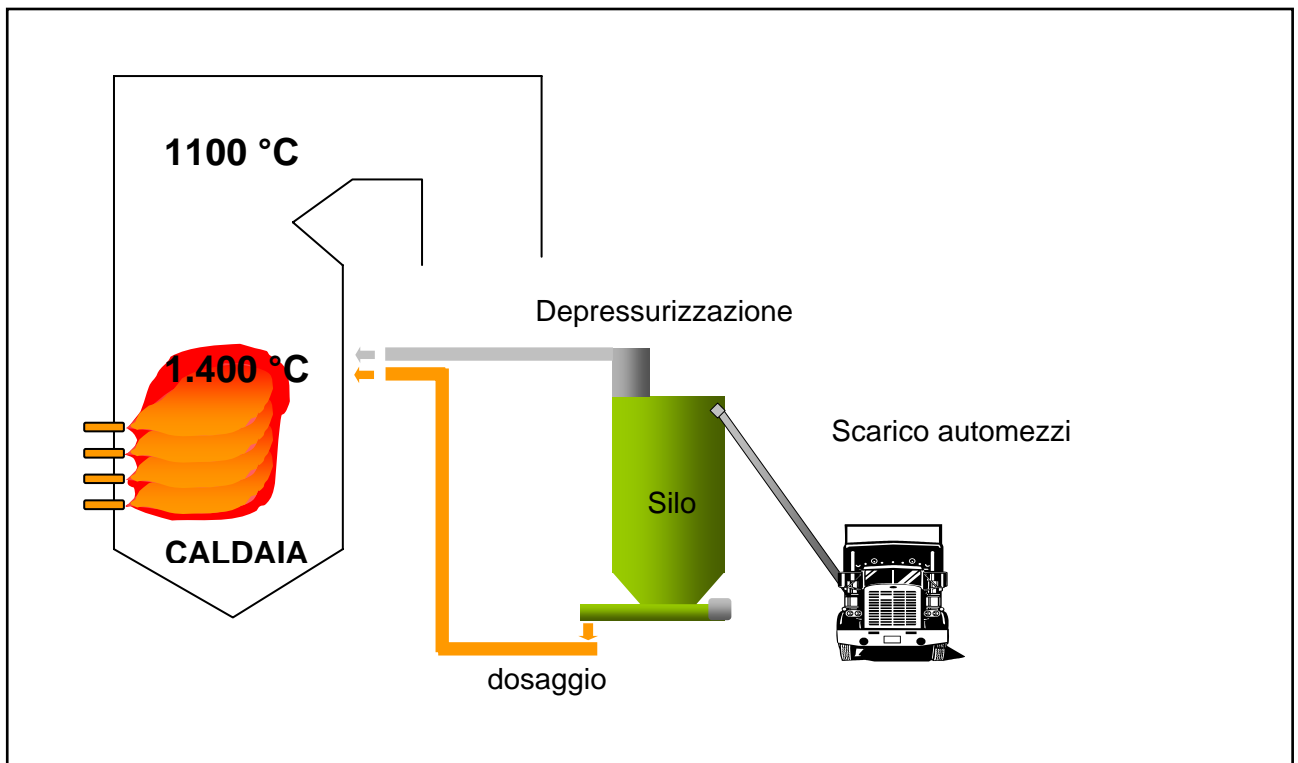 1100 °C
Depressurizzazione
1.400 °C
Scarico automezzi
Silo
CALDAIA
dosaggio